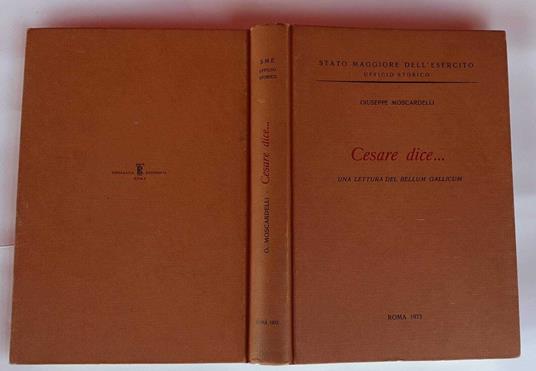 STATO MAGGIORE DELL'ESERCITO
UFFICIO STORICO
GIUSEPPE MOSCARDELLI
Cesare dice...
UNA LETTURA DEL BELLUM GALLICUM
ROMA 1973
S.M.E.
UFFICIO
STORICO
Cesare dice...
G. MOSCARDELLI
ROMA 1973
ROMA